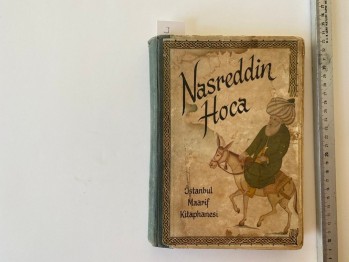 Nasreddin
Hoca
İstanbul
Maarif
Kitaphanesi